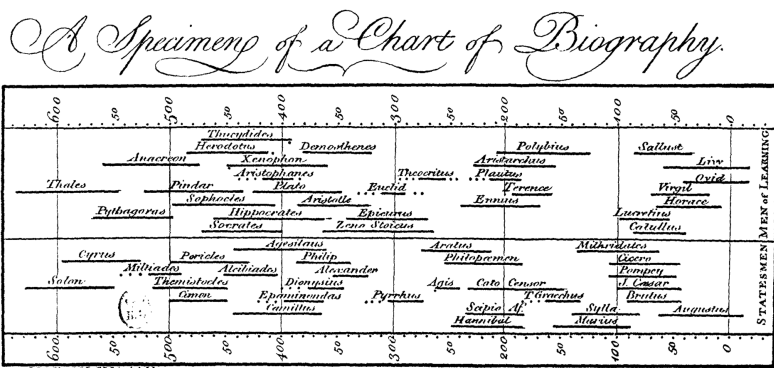 A Specimen of a Chart of Biography.
600 50 500 50 400 50 300 50 200 50 100 50 0
Thucydides
Herodotus Demosthenes Polybius Sallust
Anacreon Xenophon Aristarchus Livy
Aristophanes Theocritus Plautus Ovid
Thales Pindar Plato Euclid Terence Virgil
Sophocles Aristotle Ennius Horace
Pythagoras Hippocrates Epicurus Lucretius
Socrates Zeno Stoicus Catullus
MEN of LEARNING
Agesilaus Aratus Mithridates
Cyrus Pericles Philip Philopœmen Cicero
Miltiades Alcibiades Alexander Pompey
Solon Themistocles Dionysius Agis Cato Censor J. Cæsar
Cimon Epaminondas Pyrrhus T. Gracchus Brutus
Camillus Scipio Af. Sylla Augustus
Hannibal Marius
STATESMEN
600 50 500 50 400 50 300 50 200 50 100 50 0